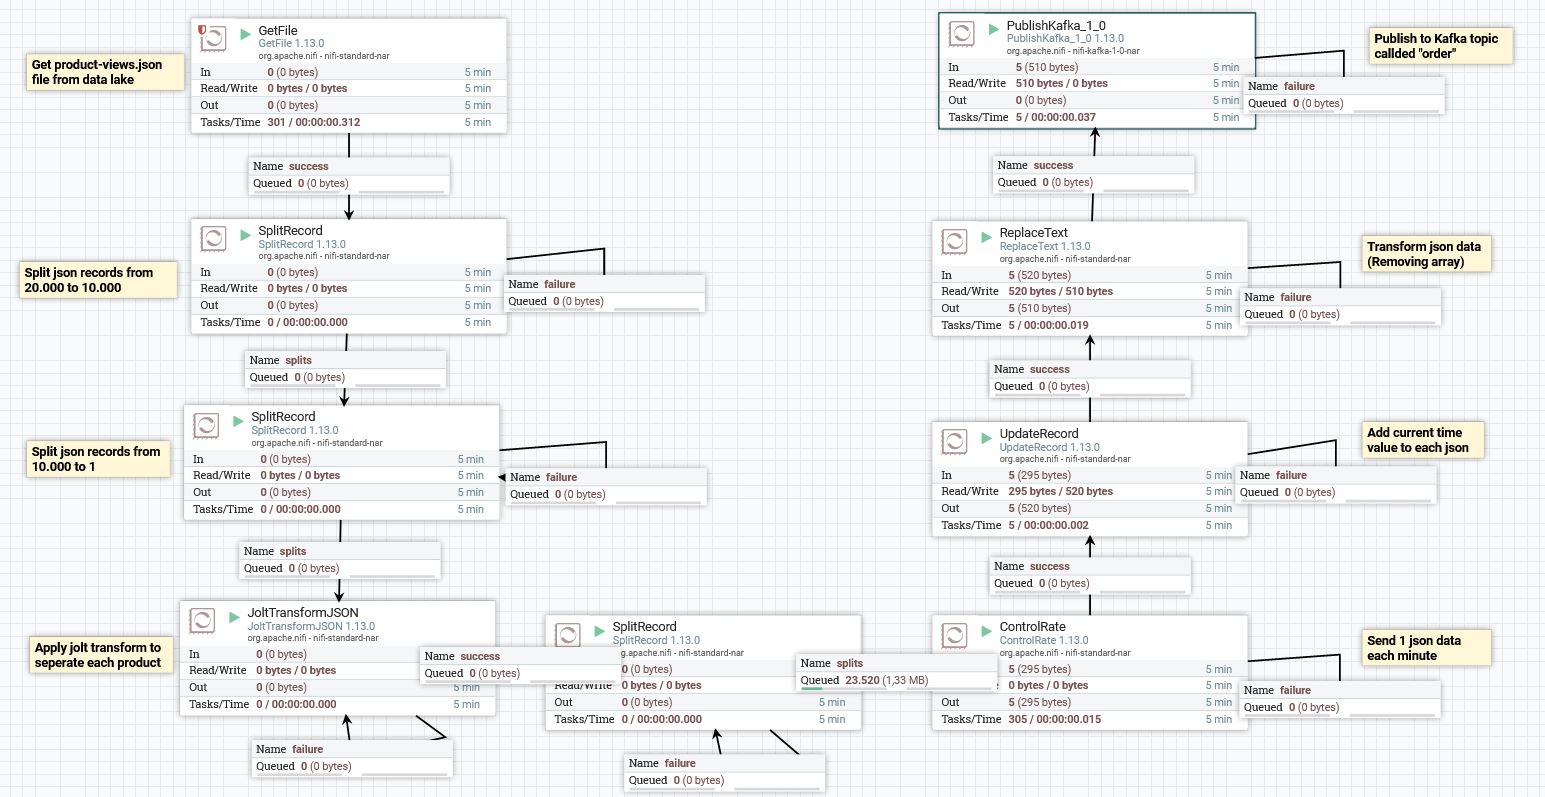 Get product-views.json
file from data lake
GetFile
GetFile 1.13.0
org.apache.nifi - nifi-standard-nar
In 0 (0 bytes) 5 min
Read/Write 0 bytes / 0 bytes 5 min
Out 0 (0 bytes) 5 min
Tasks/Time 301 / 00:00:00.312 5 min
Name success
Queued 0 (0 bytes)
Split json records from
20.000 to 10.000
SplitRecord
SplitRecord 1.13.0
org.apache.nifi - nifi-standard-nar
In 0 (0 bytes) 5 min
Read/Write 0 bytes / 0 bytes 5 min
Out 0 (0 bytes) 5 min
Tasks/Time 0 / 00:00:00.000 5 min
Name failure
Queued 0 (0 bytes)
Name splits
Queued 0 (0 bytes)
Split json records from
10.000 to 1
SplitRecord
SplitRecord 1.13.0
org.apache.nifi - nifi-standard-nar
In 0 (0 bytes) 5 min
Read/Write 0 bytes / 0 bytes 5 min
Out 0 (0 bytes) 5 min
Tasks/Time 0 / 00:00:00.000 5 min
Name failure
Queued 0 (0 bytes)
Name splits
Queued 0 (0 bytes)
Apply jolt transform to
seperate each product
JoltTransformJSON
JoltTransformJSON 1.13.0
org.apache.nifi - nifi-standard-nar
In 0 (0 bytes)
Read/Write 0 bytes / 0 bytes
Out 0 (0 bytes) 5 min
Tasks/Time 0 / 00:00:00.000 5 min
Name failure
Queued 0 (0 bytes)
Name success
Queued 0 (0 bytes)
SplitRecord
SplitRecord 1.13.0
org.apache.nifi - nifi-standard-nar
0 (0 bytes)
Read/Write 0 bytes / 0 bytes
Out 0 (0 bytes) 5 min
Tasks/Time 0 / 00:00:00.000 5 min
Name failure
Queued 0 (0 bytes)
Name splits
Queued 23.520 (1,33 MB)
ControlRate
ControlRate 1.13.0
org.apache.nifi - nifi-standard-nar
5 (295 bytes) 5 min
0 bytes / 0 bytes 5 min
Out 5 (295 bytes) 5 min
Tasks/Time 305 / 00:00:00.015 5 min
Send 1 json data
each minute
Name failure
Queued 0 (0 bytes)
Name success
Queued 0 (0 bytes)
UpdateRecord
UpdateRecord 1.13.0
org.apache.nifi - nifi-standard-nar
In 5 (295 bytes) 5 min
Read/Write 295 bytes / 520 bytes 5 min
Out 5 (520 bytes) 5 min
Tasks/Time 5 / 00:00:00.002 5 min
Add current time
value to each json
Name failure
Queued 0 (0 bytes)
Name success
Queued 0 (0 bytes)
ReplaceText
ReplaceText 1.13.0
org.apache.nifi - nifi-standard-nar
In 5 (520 bytes) 5 min
Read/Write 520 bytes / 510 bytes 5 min
Out 5 (510 bytes) 5 min
Tasks/Time 5 / 00:00:00.019 5 min
Transform json data
(Removing array)
Name failure
Queued 0 (0 bytes)
Name success
Queued 0 (0 bytes)
PublishKafka_1_0
PublishKafka_1_0 1.13.0
org.apache.nifi - nifi-kafka-1-0-nar
In 5 (510 bytes) 5 min
Read/Write 510 bytes / 0 bytes 5 min
Out 0 (0 bytes) 5 min
Tasks/Time 5 / 00:00:00.037 5 min
Publish to Kafka topic
callded "order"
Name failure
Queued 0 (0 bytes)